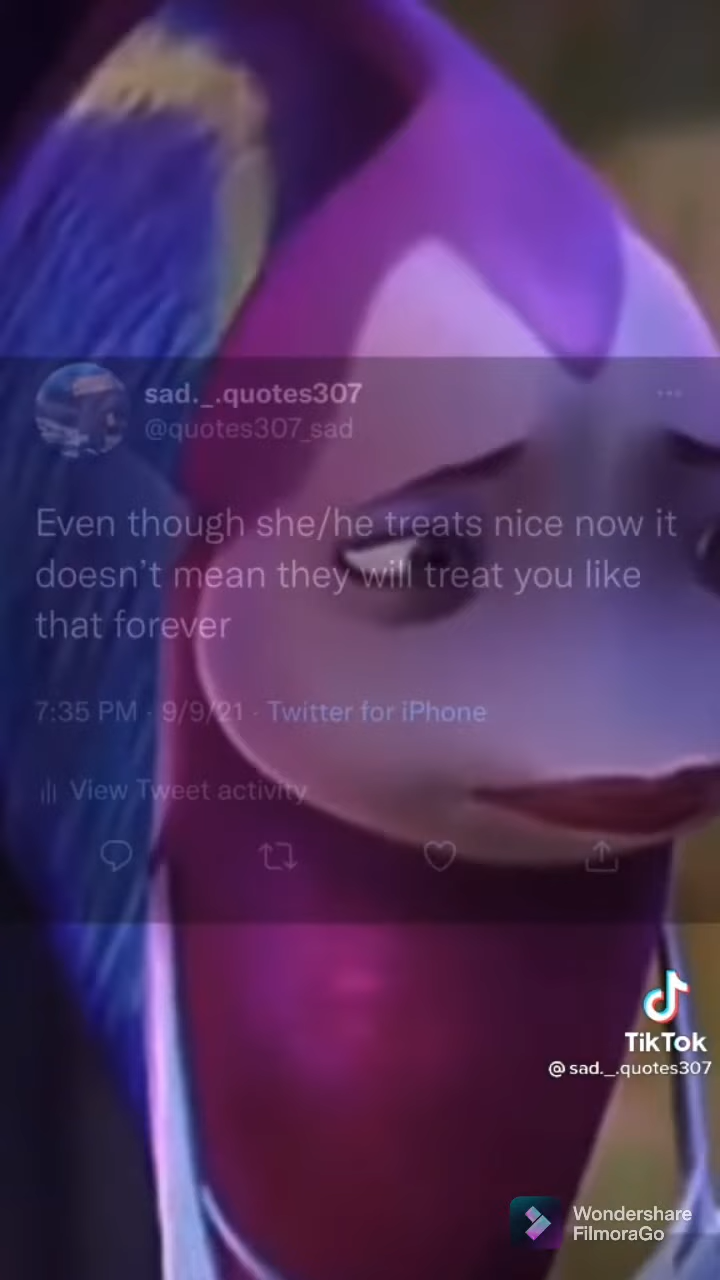 sad._.quotes307
@quotes307_sad
Even though she/he treats nice now it
doesn’t mean they will treat you like
that forever
7:35 PM · 9/9/21 · Twitter for iPhone
View Tweet activity
TikTok
@sad._.quotes307
Wondershare
FilmoraGo